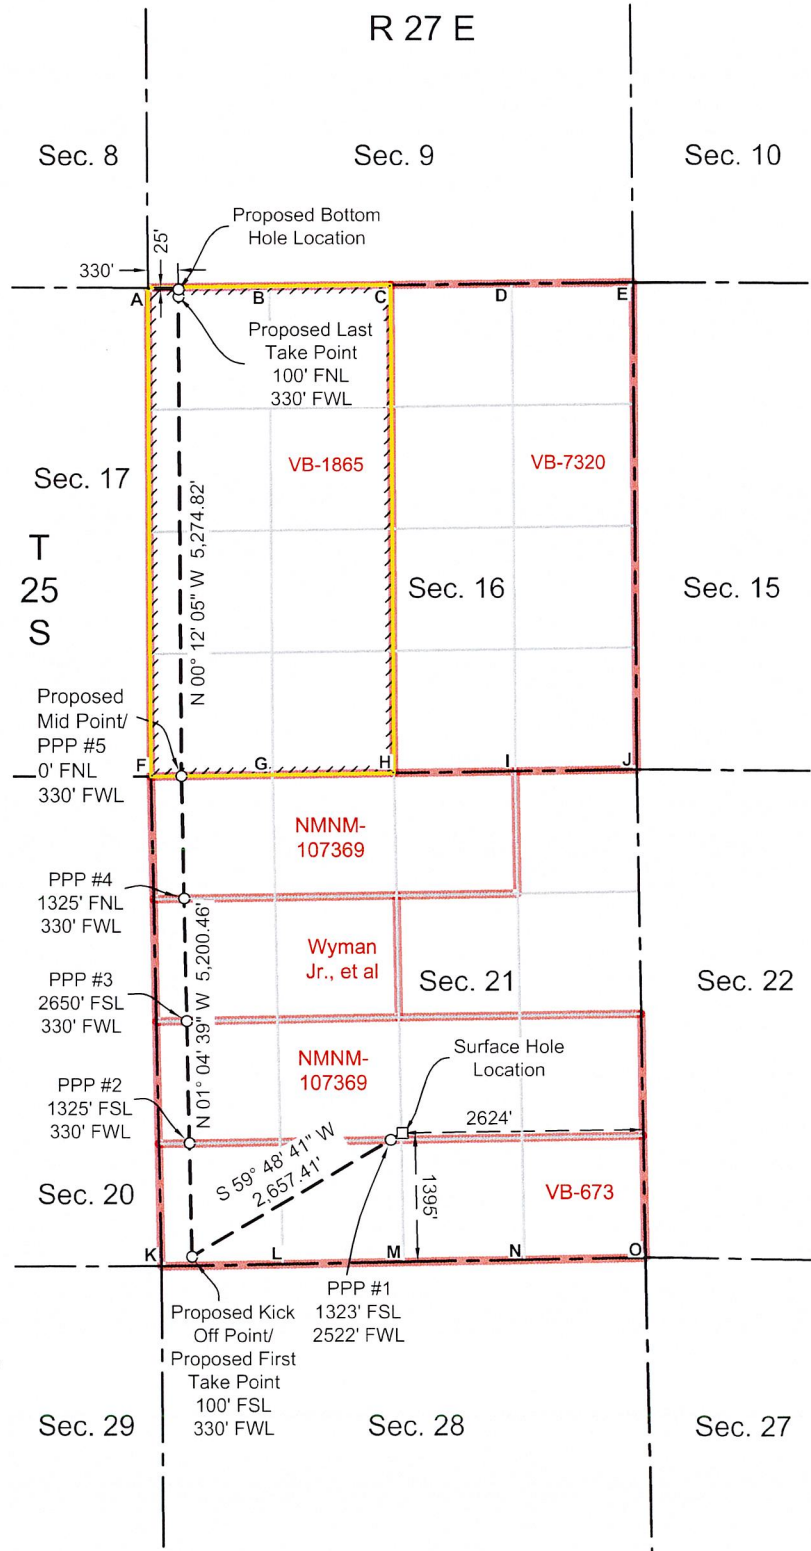 R 27 E
Sec. 8
Sec. 9
Sec. 10
Proposed Bottom
Hole Location
25'
330'
A
B
C
D
E
Proposed Last
Take Point
100' FNL
330' FWL
VB-1865
VB-7320
Sec. 17
N 00° 12' 05" W 5,274.82'
T
25
S
Sec. 16
Sec. 15
Proposed
Mid Point/
PPP #5
0' FNL
330' FWL
F
G
H
I
J
NMNM-
107369
PPP #4
1325' FNL
330' FWL
N 01° 04' 39" W 5,200.46'
Wyman
Jr., et al
Sec. 21
Sec. 22
PPP #3
2650' FSL
330' FWL
NMNM-
107369
Surface Hole
Location
PPP #2
1325' FSL
330' FWL
2624'
S 59° 48' 41" W
2,657.41'
1395'
VB-673
Sec. 20
K
L
M
N
O
PPP #1
1323' FSL
2522' FWL
Proposed Kick
Off Point/
Proposed First
Take Point
100' FSL
330' FWL
Sec. 29
Sec. 28
Sec. 27